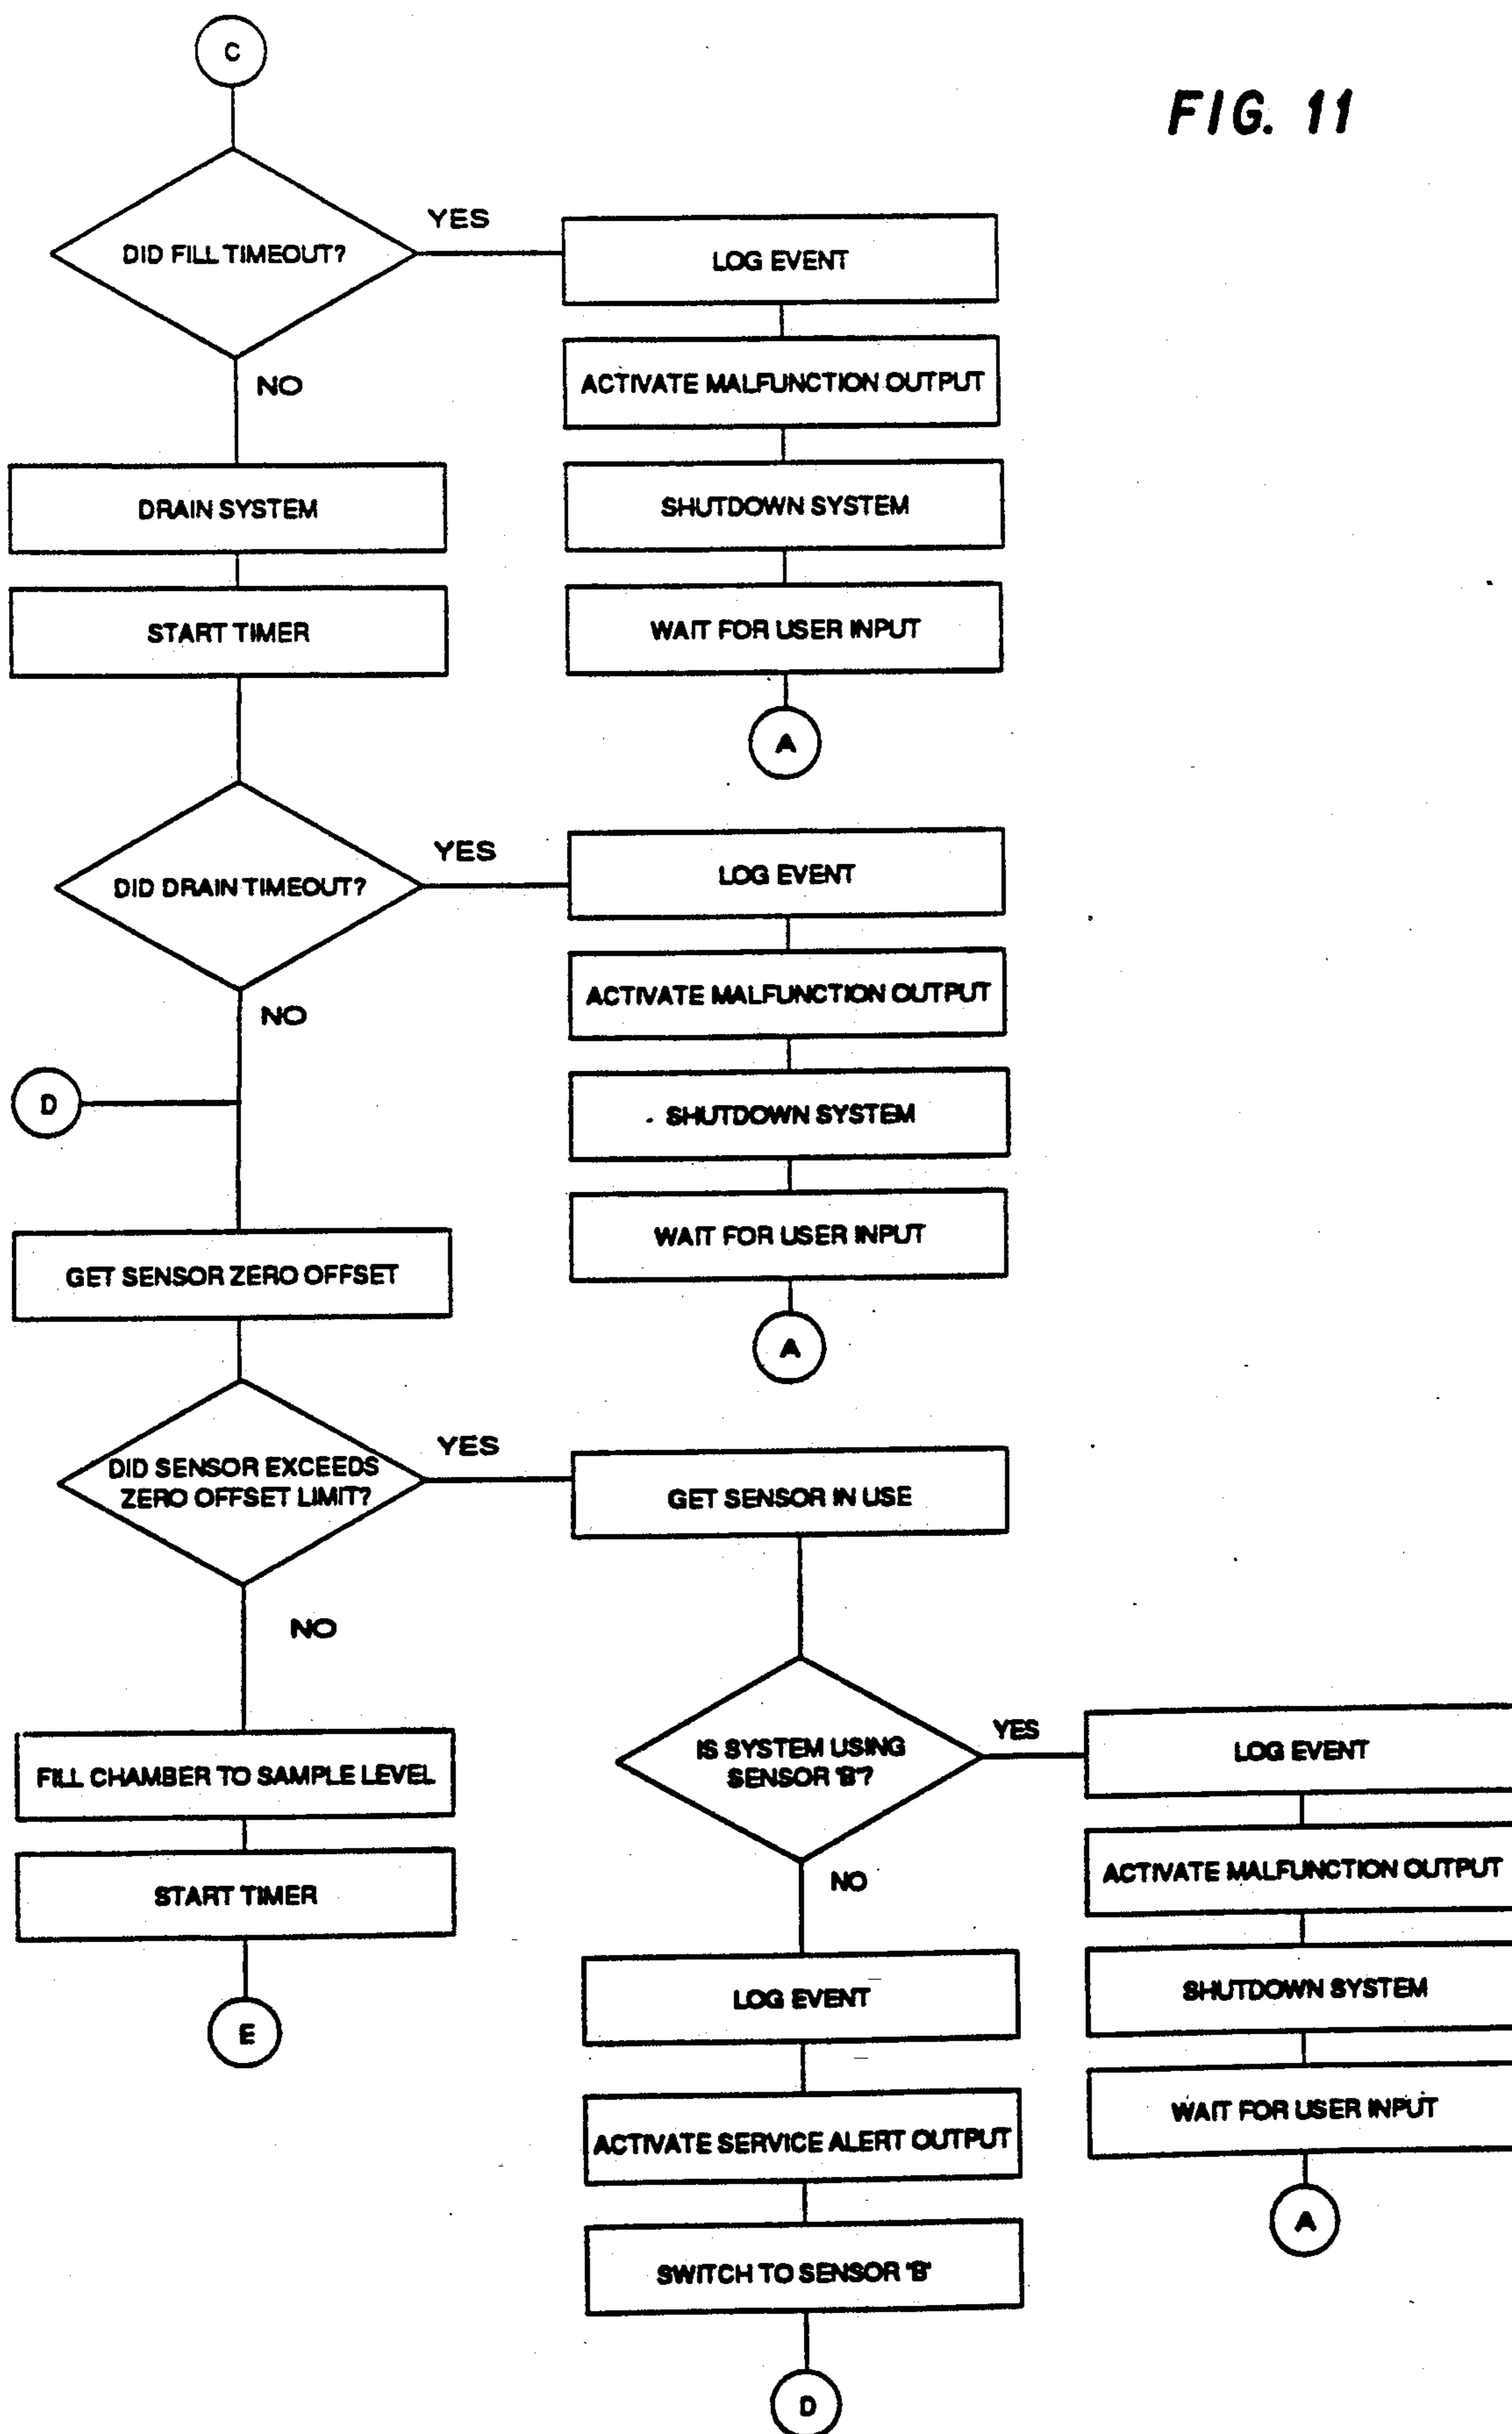 FIG. 11
C
DID FILL TIMEOUT?
YES
NO
LOG EVENT
ACTIVATE MALFUNCTION OUTPUT
SHUTDOWN SYSTEM
WAIT FOR USER INPUT
A
DRAIN SYSTEM
START TIMER
DID DRAIN TIMEOUT?
YES
NO
LOG EVENT
ACTIVATE MALFUNCTION OUTPUT
SHUTDOWN SYSTEM
WAIT FOR USER INPUT
A
D
GET SENSOR ZERO OFFSET
DID SENSOR EXCEEDS
ZERO OFFSET LIMIT?
YES
NO
GET SENSOR IN USE
FILL CHAMBER TO SAMPLE LEVEL
START TIMER
E
IS SYSTEM USING
SENSOR 'B'?
YES
NO
LOG EVENT
ACTIVATE MALFUNCTION OUTPUT
SHUTDOWN SYSTEM
WAIT FOR USER INPUT
A
LOG EVENT
ACTIVATE SERVICE ALERT OUTPUT
SWITCH TO SENSOR 'B'
D